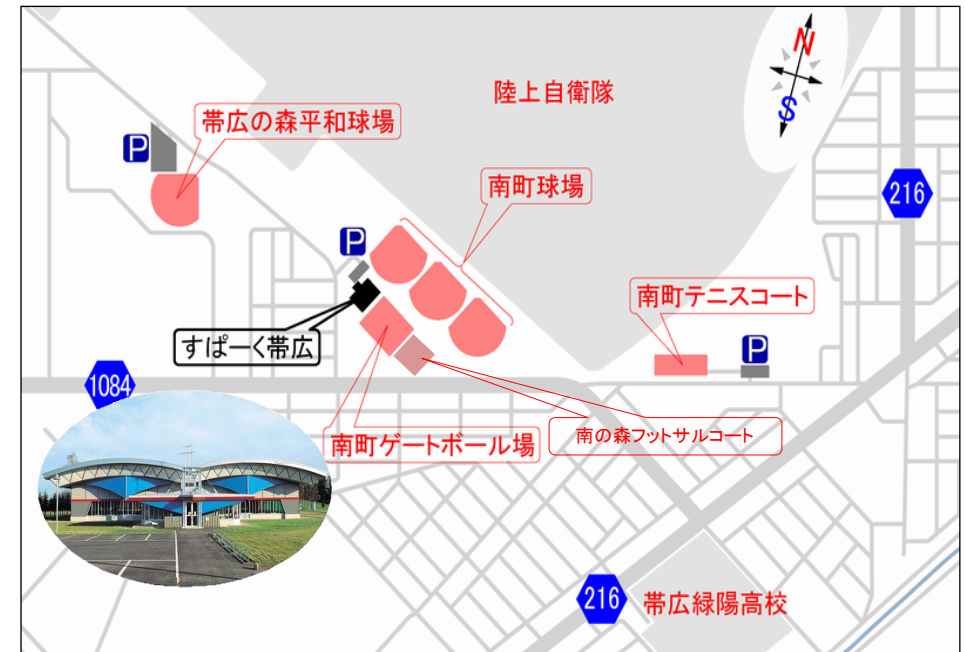 N
S
陸上自衛隊
帯広の森平和球場
P
南町球場
216
P
南町テニスコート
すぱーく帯広
P
1084
南町ゲートボール場
南の森フットサルコート
216
帯広緑陽高校